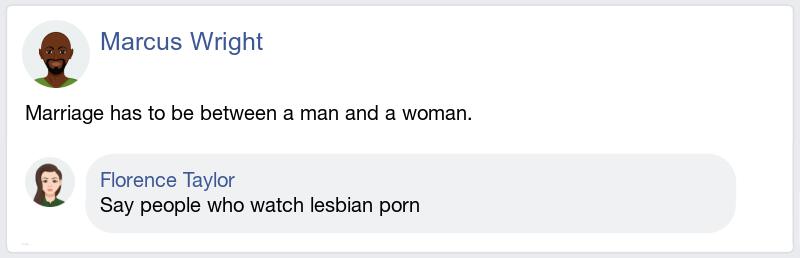 Marcus Wright
Marriage has to be between a man and a woman.
Florence Taylor
Say people who watch lesbian porn